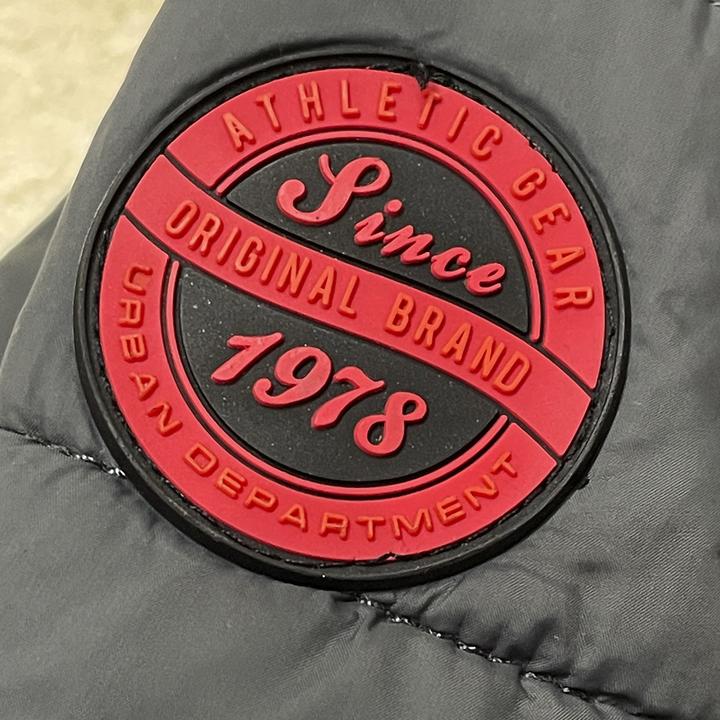 ATHLETIC GEAR
Since
ORIGINAL BRAND
1978
URBAN DEPARTMENT